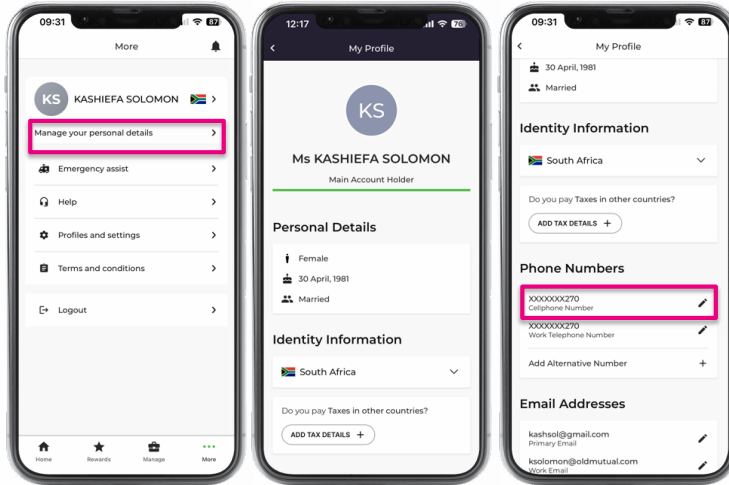 09:31
87
More
KS
KASHIEFA SOLOMON
Manage your personal details
Emergency assist
Help
Profiles and settings
Terms and conditions
Logout
Home
Rewards
Manage
More
12:17
76
My Profile
KS
Ms KASHIEFA SOLOMON
Main Account Holder
Personal Details
Female
30 April, 1981
Married
Identity Information
South Africa
Do you pay Taxes in other countries?
ADD TAX DETAILS +
09:31
87
My Profile
30 April, 1981
Married
Identity Information
South Africa
Do you pay Taxes in other countries?
ADD TAX DETAILS +
Phone Numbers
XXXXXXX270
Cellphone Number
XXXXXXX270
Work Telephone Number
Add Alternative Number +
Email Addresses
kashsol@gmail.com
Primary Email
ksolomon@oldmutual.com
Work Email